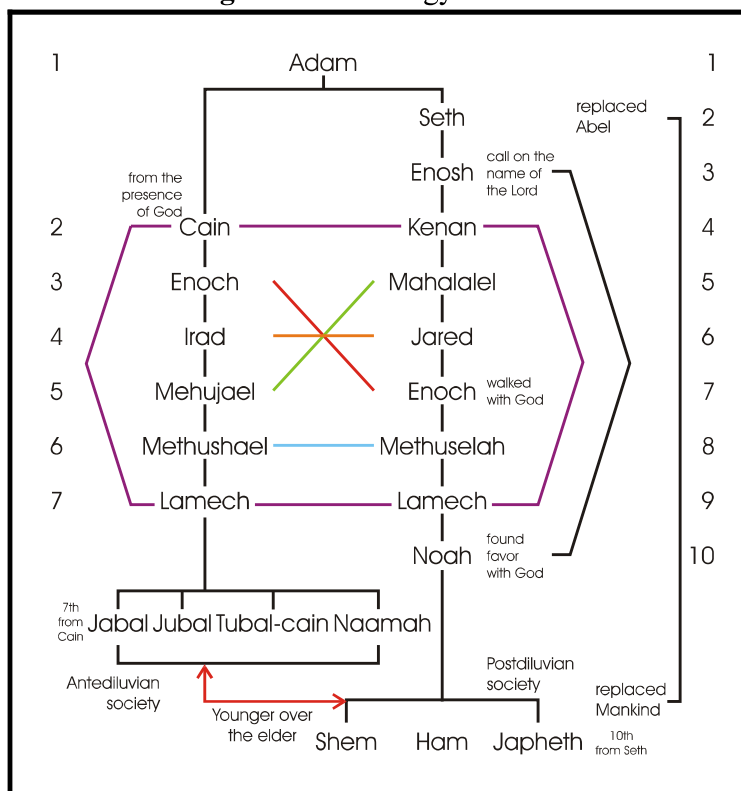 1 Adam 1
Seth replaced Abel 2
Enosh call on the name of the Lord 3
from the presence of God
2 Cain Kenan 4
3 Enoch Mahalalel 5
4 Irad Jared 6
5 Mehujael Enoch walked with God 7
6 Methushael Methuselah 8
7 Lamech Lamech 9
Noah found favor with God 10
7th from Cain Jabal Jubal Tubal-cain Naamah
Antediluvian society
Postdiluvian society
replaced Mankind
Younger over the elder
Shem Ham Japheth 10th from Seth